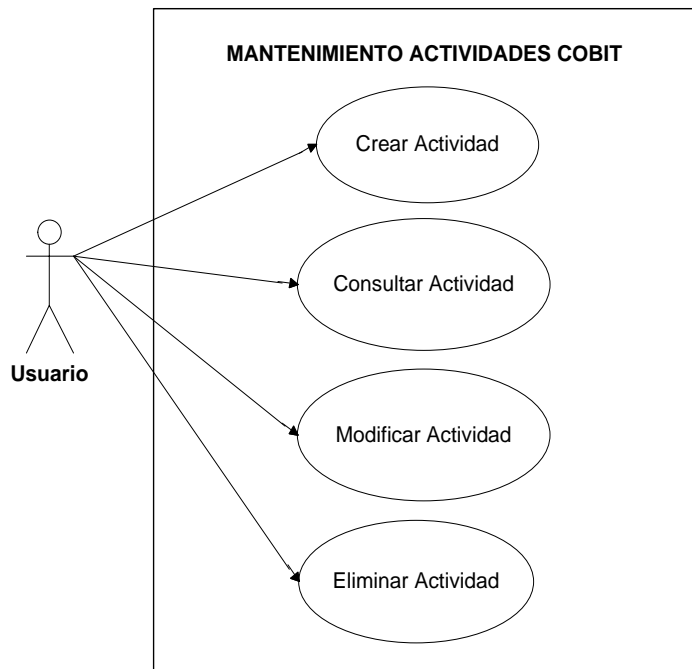 MANTENIMIENTO ACTIVIDADES COBIT
Crear Actividad
Consultar Actividad
Usuario
Modificar Actividad
Eliminar Actividad